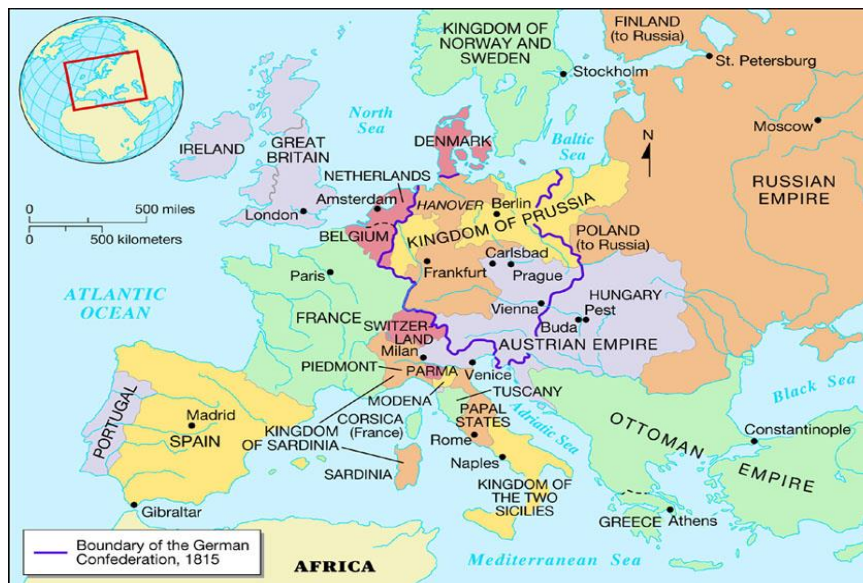 KINGDOM OF
NORWAY AND
SWEDEN
FINLAND
(to Russia)
St. Petersburg
Stockholm
North
Sea
Moscow
IRELAND
GREAT
BRITAIN
DENMARK
Baltic
Sea
N
RUSSIAN
EMPIRE
NETHERLANDS
Amsterdam
HANOVER
Berlin
0
500 miles
0
500 kilometers
London
BELGIUM
KINGDOM OF PRUSSIA
POLAND
(to Russia)
Carlsbad
Frankfurt
Prague
Paris
ATLANTIC
OCEAN
FRANCE
Vienna
HUNGARY
Buda
Pest
SWITZER-
LAND
AUSTRIAN EMPIRE
Milan
Venice
PIEDMONT
PARMA
MODENA
TUSCANY
Black Sea
PORTUGAL
Madrid
SPAIN
KINGDOM
OF SARDINIA
CORSICA
(France)
PAPAL
STATES
Adriatic Sea
Rome
OTTOMAN
EMPIRE
Constantinople
SARDINIA
Naples
KINGDOM OF
THE TWO
SICILIES
Gibraltar
GREECE
Athens
Boundary of the German
Confederation, 1815
AFRICA
Mediterranean Sea